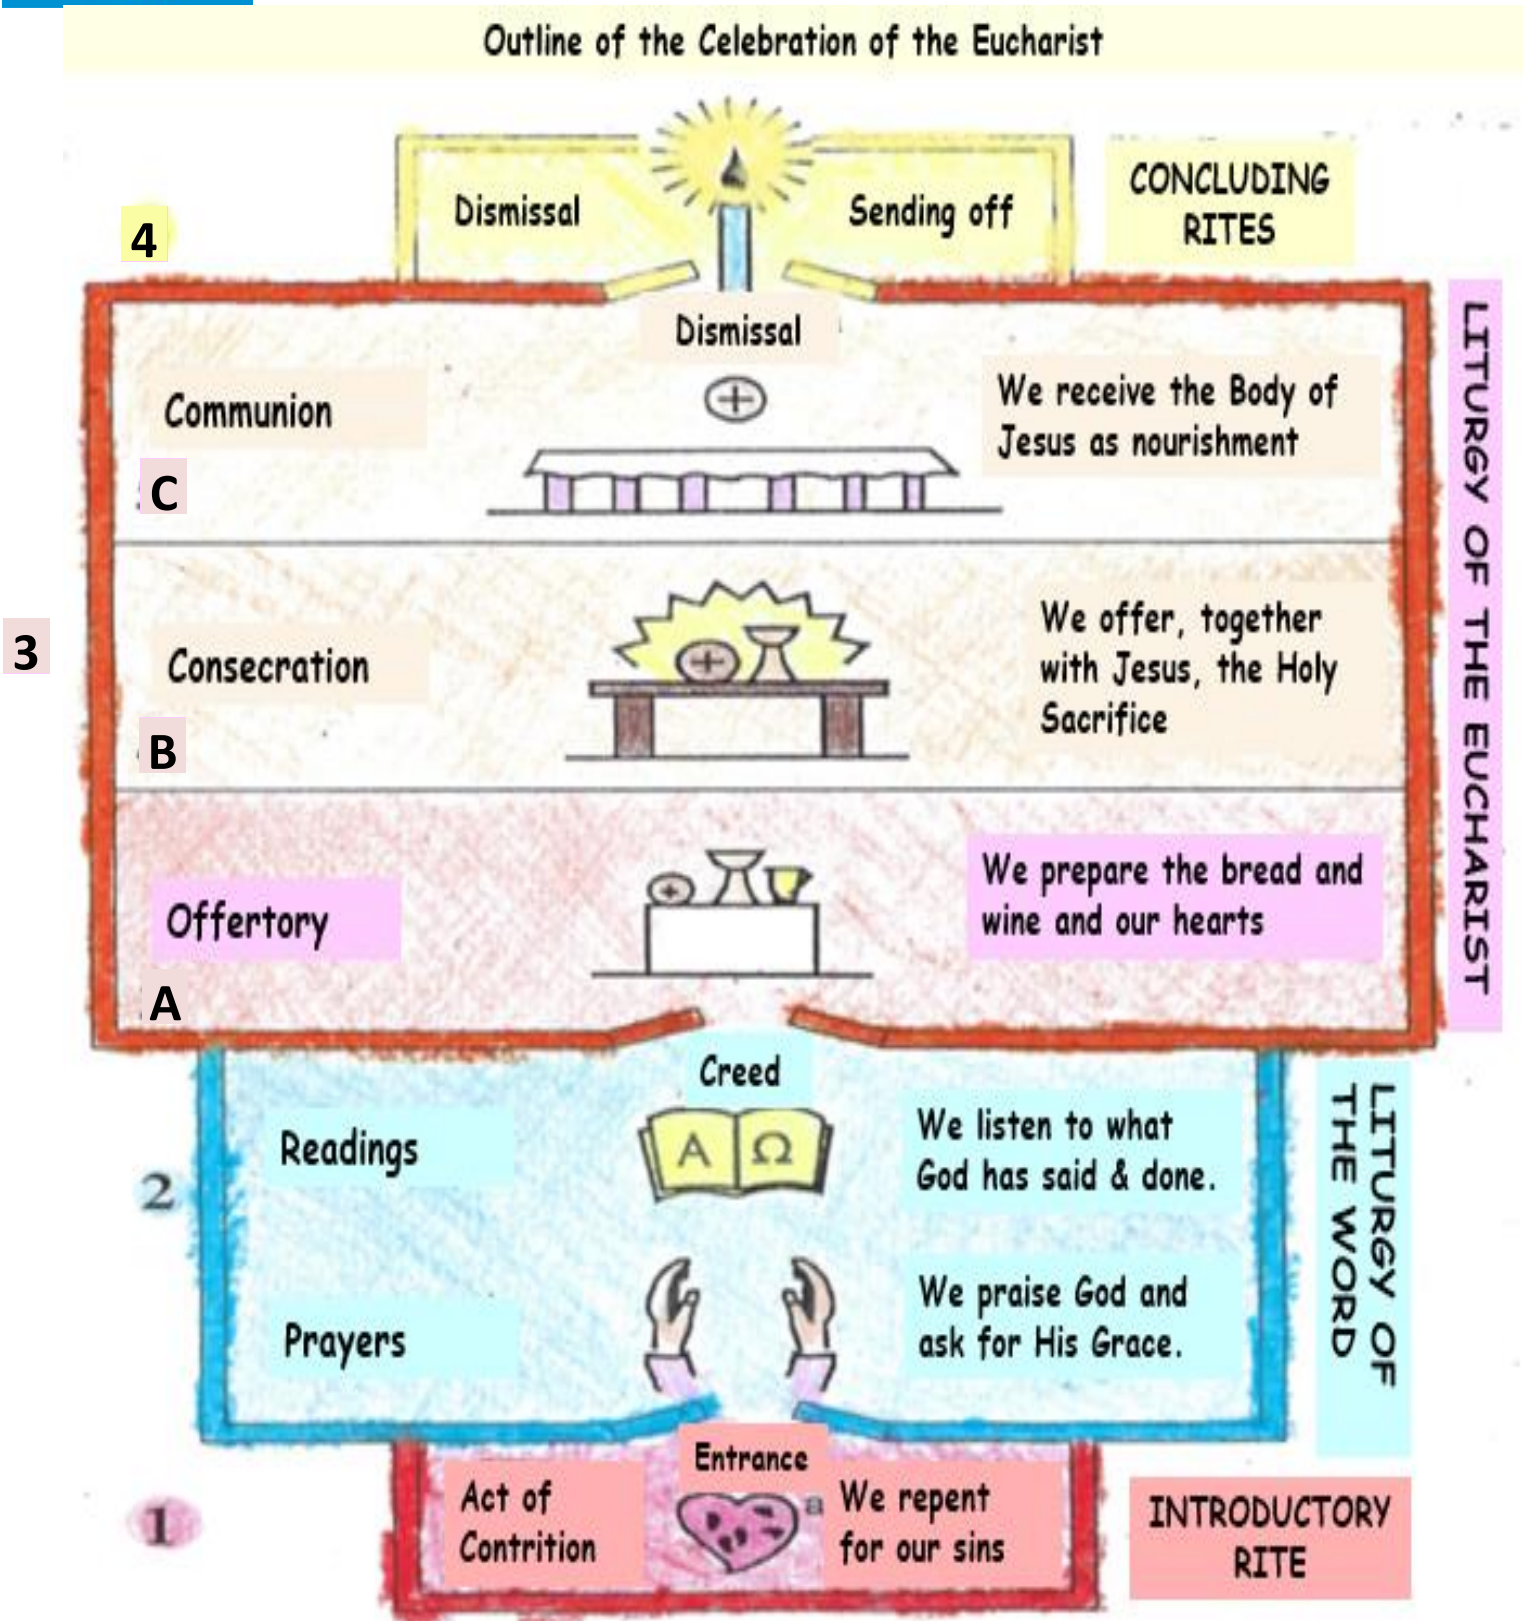 Outline of the Celebration of the Eucharist
4
Dismissal
Sending off
CONCLUDING
RITES
Dismissal
Communion
We receive the Body of
Jesus as nourishment
C
LITURGY OF THE EUCHARIST
3
Consecration
We offer, together
with Jesus, the Holy
Sacrifice
B
Offertory
We prepare the bread and
wine and our hearts
A
Creed
Readings
Α Ω
We listen to what
God has said & done.
2
LITURGY OF
THE WORD
Prayers
We praise God and
ask for His Grace.
Entrance
1
Act of
Contrition
a
We repent
for our sins
INTRODUCTORY
RITE